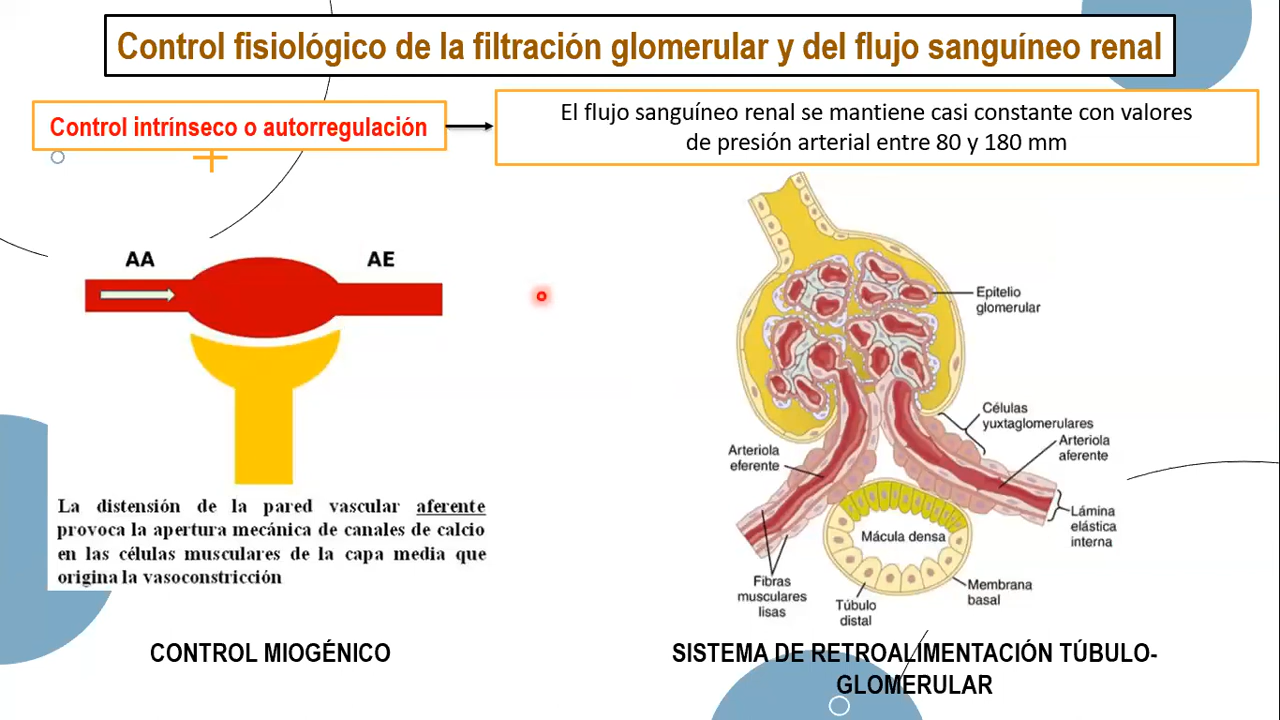 Control fisiológico de la filtración glomerular y del flujo sanguíneo renal
Control intrínseco o autorregulación
El flujo sanguíneo renal se mantiene casi constante con valores
de presión arterial entre 80 y 180 mm
AA
AE
La distensión de la pared vascular aferente
provoca la apertura mecánica de canales de calcio
en las células musculares de la capa media que
origina la vasoconstricción
CONTROL MIOGÉNICO
Epitelio
glomerular
Células
yuxtaglomerulares
Arteriola
aferente
Arteriola
eferente
Lámina
elástica
interna
Mácula densa
Membrana
basal
Fibras
musculares
lisas
Túbulo
distal
SISTEMA DE RETROALIMENTACIÓN TÚBULO-
GLOMERULAR